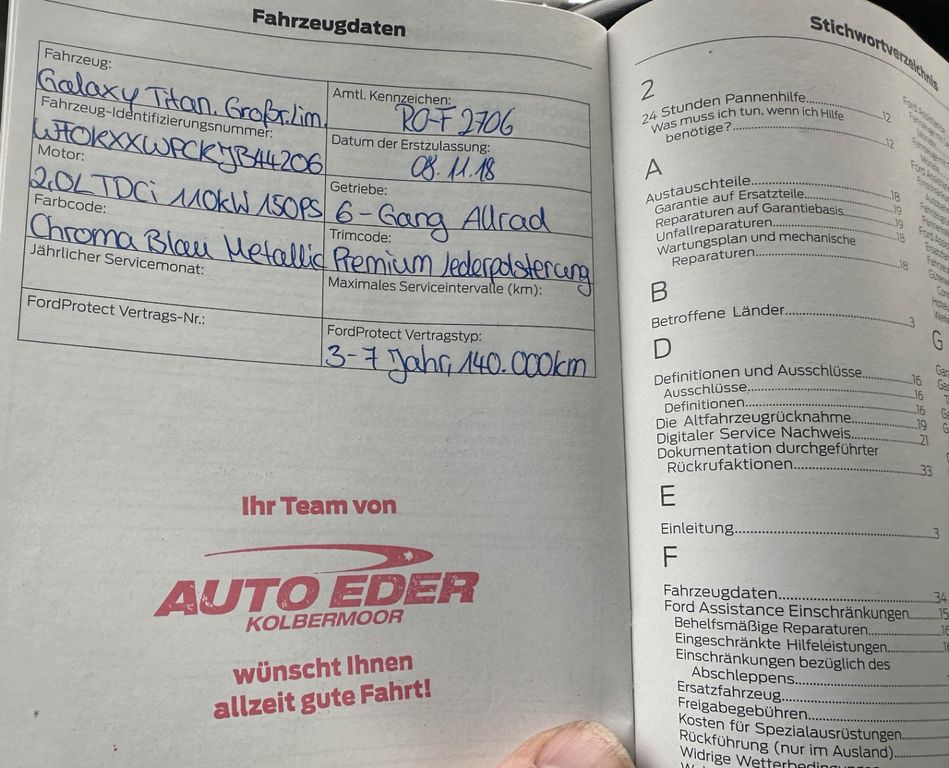 Fahrzeugdaten
Fahrzeug:
Galaxy Titan. Großr.lim.
Amtl. Kennzeichen:
RO-F 2706
Fahrzeug-Identifizierungsnummer:
WF0KXXWPCKJB44206
Datum der Erstzulassung:
08.11.18
Motor:
2,0L TDCi 110kW 150PS
Getriebe:
6-Gang Allrad
Farbcode:
Chroma Blau Metallic
Trimcode:
Premium Lederpolsterung
Jährlicher Servicemonat:
Maximales Serviceintervalle (km):
FordProtect Vertrags-Nr.:
FordProtect Vertragstyp:
3-7 Jahr, 140.000km
Ihr Team von
AUTO EDER
KOLBERMOOR
wünscht Ihnen
allzeit gute Fahrt!
Stichwortverzeichnis
2
24 Stunden Pannenhilfe 12
Was muss ich tun, wenn ich Hilfe
benötige? 12
A
Austauschteile 18
Garantie auf Ersatzteile 19
Reparaturen auf Garantiebasis 19
Unfallreparaturen 18
Wartungsplan und mechanische
Reparaturen 18
B
Betroffene Länder 3
D
Definitionen und Ausschlüsse 16
Ausschlüsse 16
Definitionen 16
Die Altfahrzeugrücknahme 19
Digitaler Service Nachweis 21
Dokumentation durchgeführter
Rückrufaktionen 33
E
Einleitung 3
F
Fahrzeugdaten 34
Ford Assistance Einschränkungen 15
Behelfsmäßige Reparaturen
Eingeschränkte Hilfeleistungen
Einschränkungen bezüglich des
Abschleppens
Ersatzfahrzeug
Freigabegebühren
Kosten für Spezialausrüstungen
Rückführung (nur im Ausland)
Widrige Wetterbedingungen
G